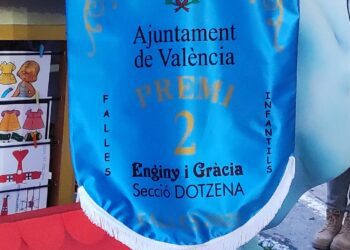 Ajuntament
de València
PREMI
2
FALLES
INFANTILS
Enginy i Gràcia
Secció DOTZENA